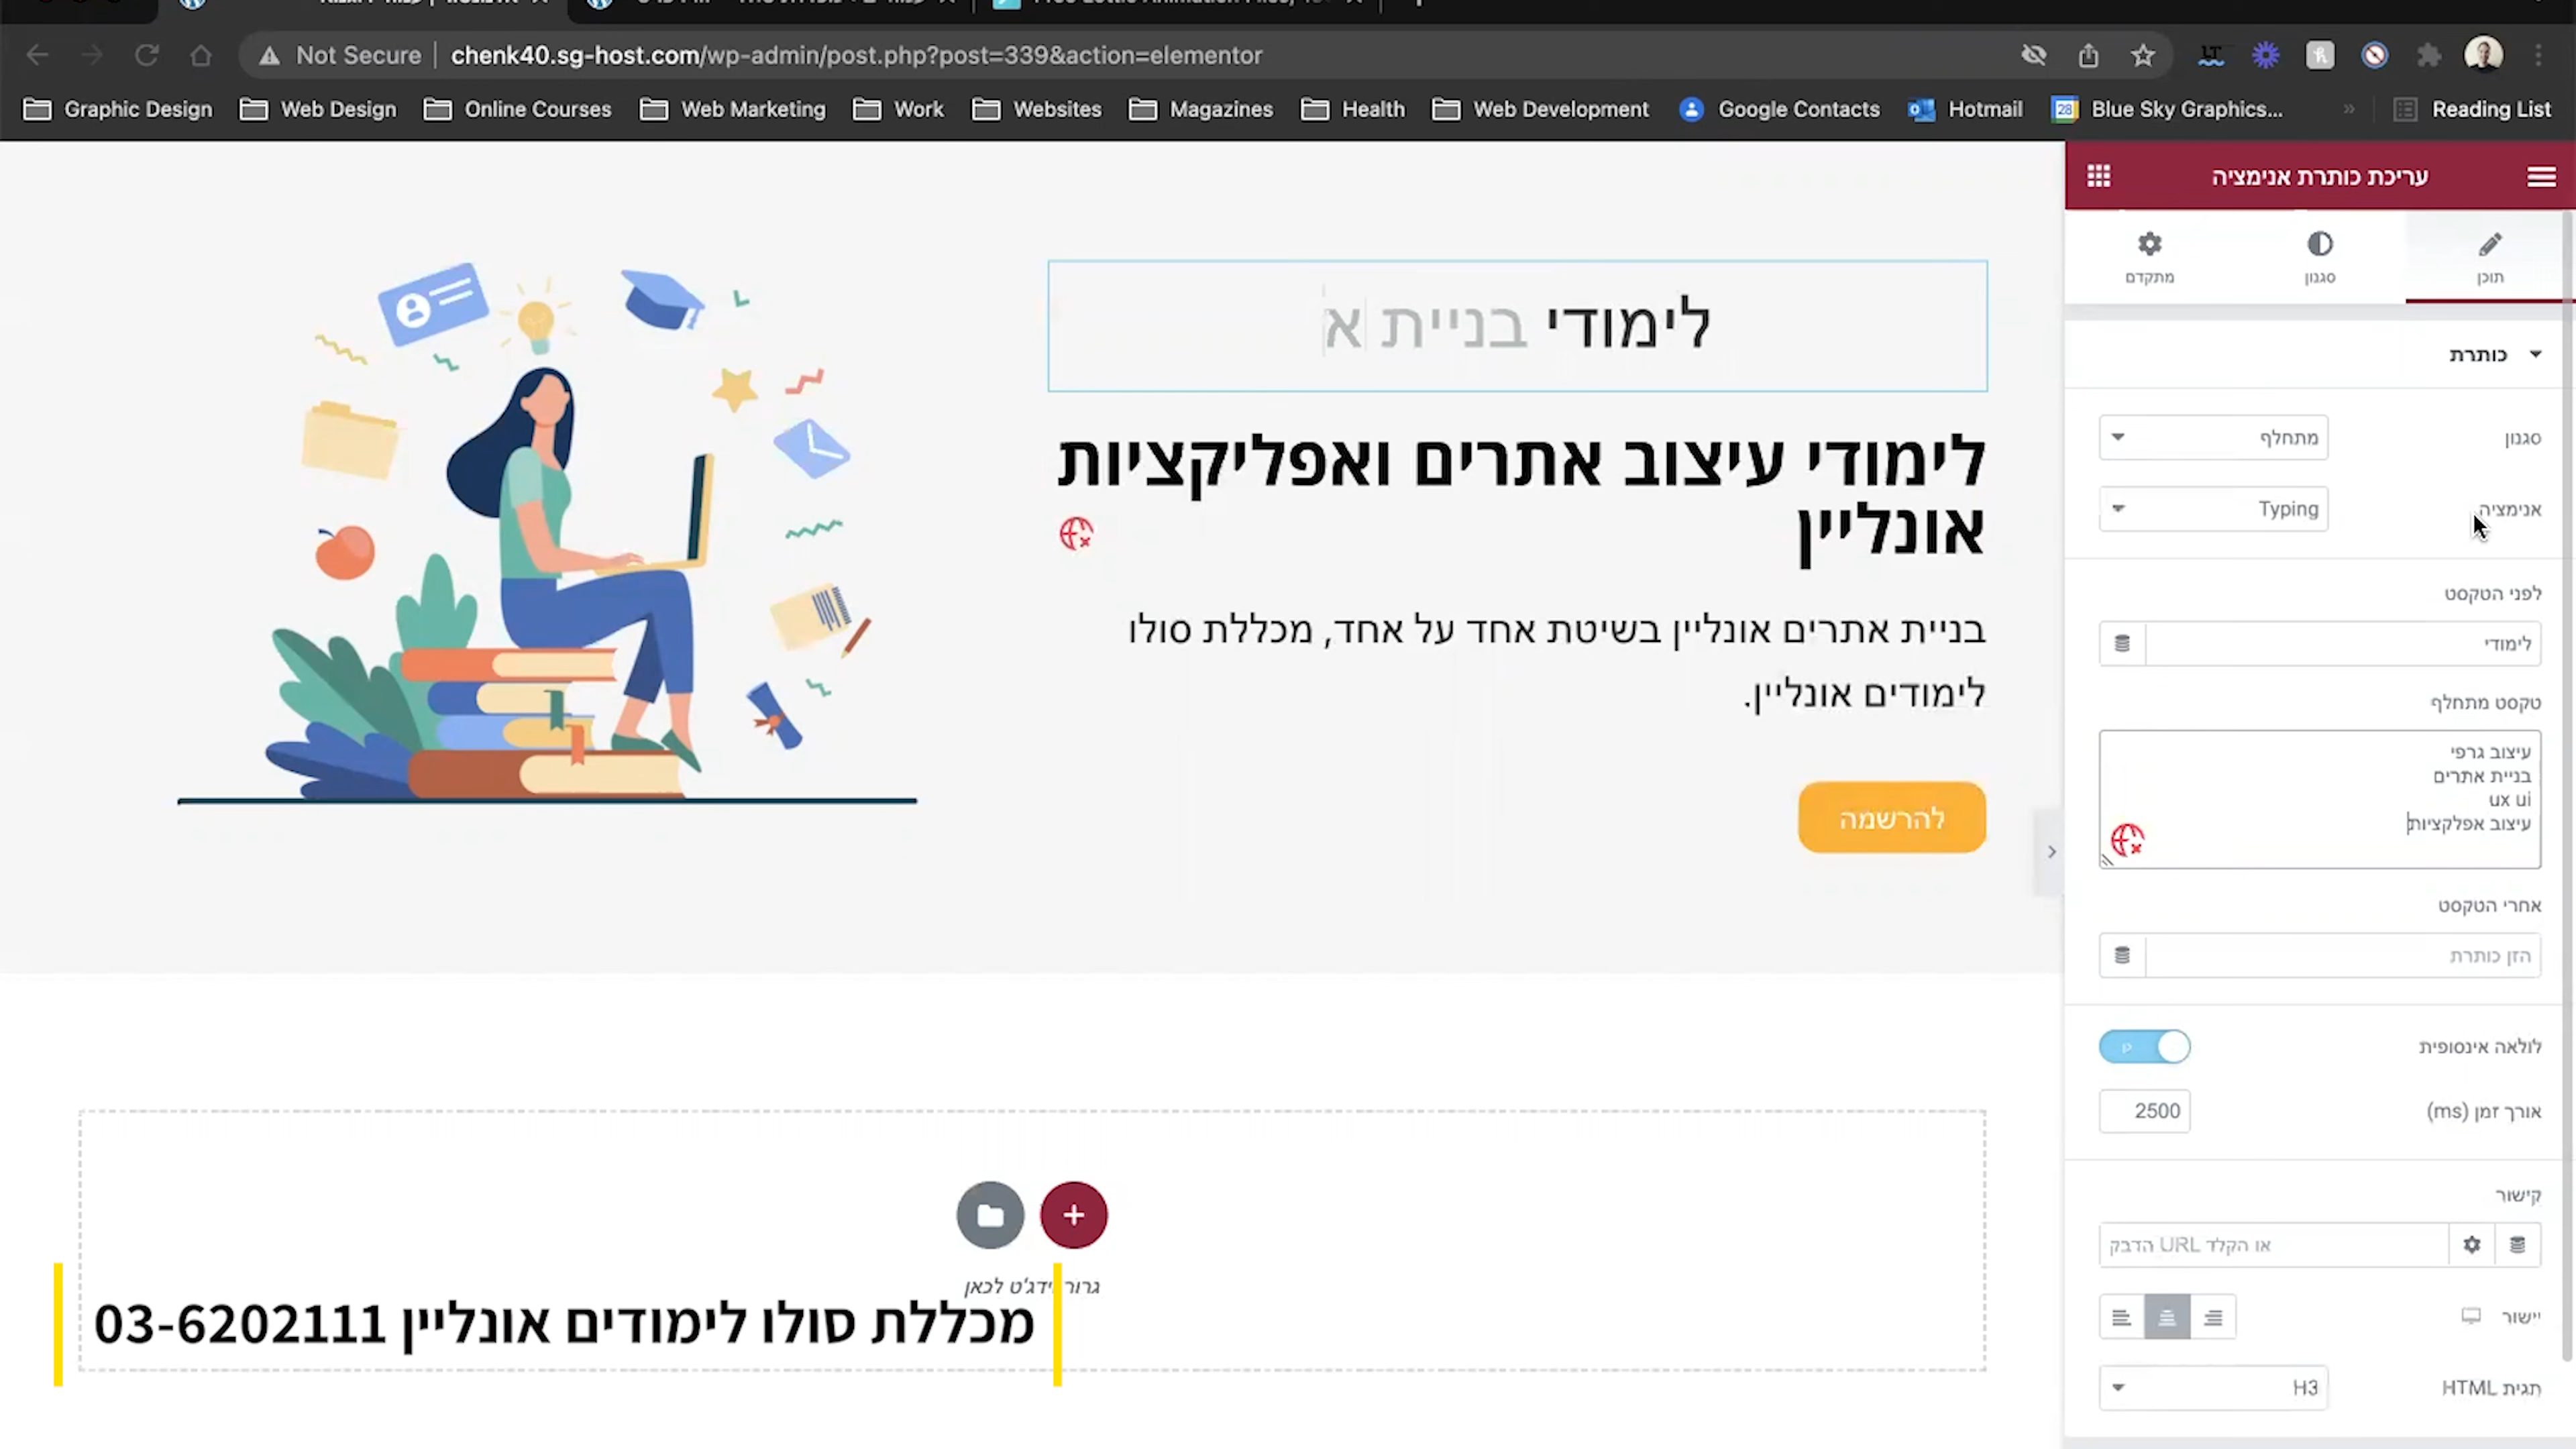 Not Secure
chenk40.sg-host.com/wp-admin/post.php?post=339&action=elementor
Graphic Design
Web Design
Online Courses
Web Marketing
Work
Websites
Magazines
Health
Web Development
Google Contacts
Hotmail
28
Blue Sky Graphics...
»
Reading List
לימודי בניית א
לימודי עיצוב אתרים ואפליקציות
אונליין
בניית אתרים אונליין בשיטת אחד על אחד, מכללת סולו
לימודים אונליין.
להרשמה
מכללת סולו לימודים אונליין 03-6202111
עריכת כותרת אנימציה
תוכן
סגנון
מתקדם
כותרת
סגנון
מתחלף
אנימציה
Typing
לפני הטקסט
לימודי
טקסט מתחלף
עיצוב גרפי
בניית אתרים
ux ui
עיצוב אפלקציות
אחרי הטקסט
הזן כותרת
לולאה אינסופית
כן
אורך זמן (ms)
2500
קישור
או הקלד URL הדבק
יישור
תגית HTML
H3